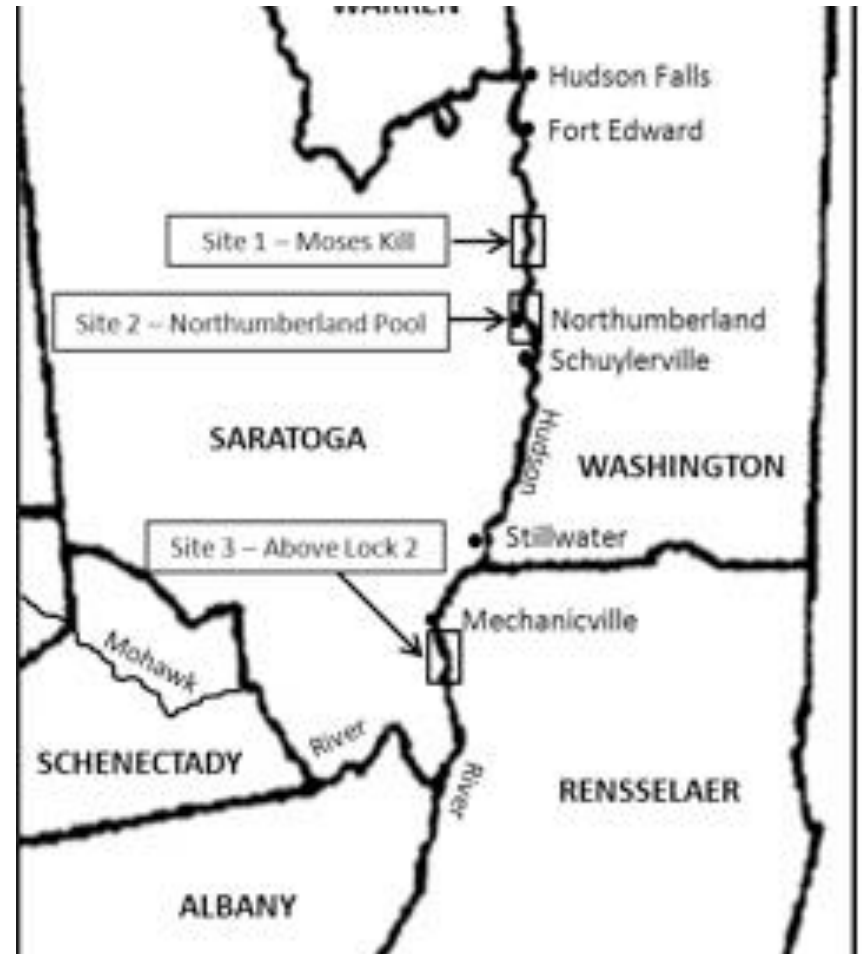 WARREN
Hudson Falls
Fort Edward
Site 1 – Moses Kill
Site 2 – Northumberland Pool
Northumberland
Schuylerville
SARATOGA
Hudson
WASHINGTON
Stillwater
Site 3 – Above Lock 2
Mechanicville
Mohawk
River
SCHENECTADY
River
RENSSELAER
ALBANY